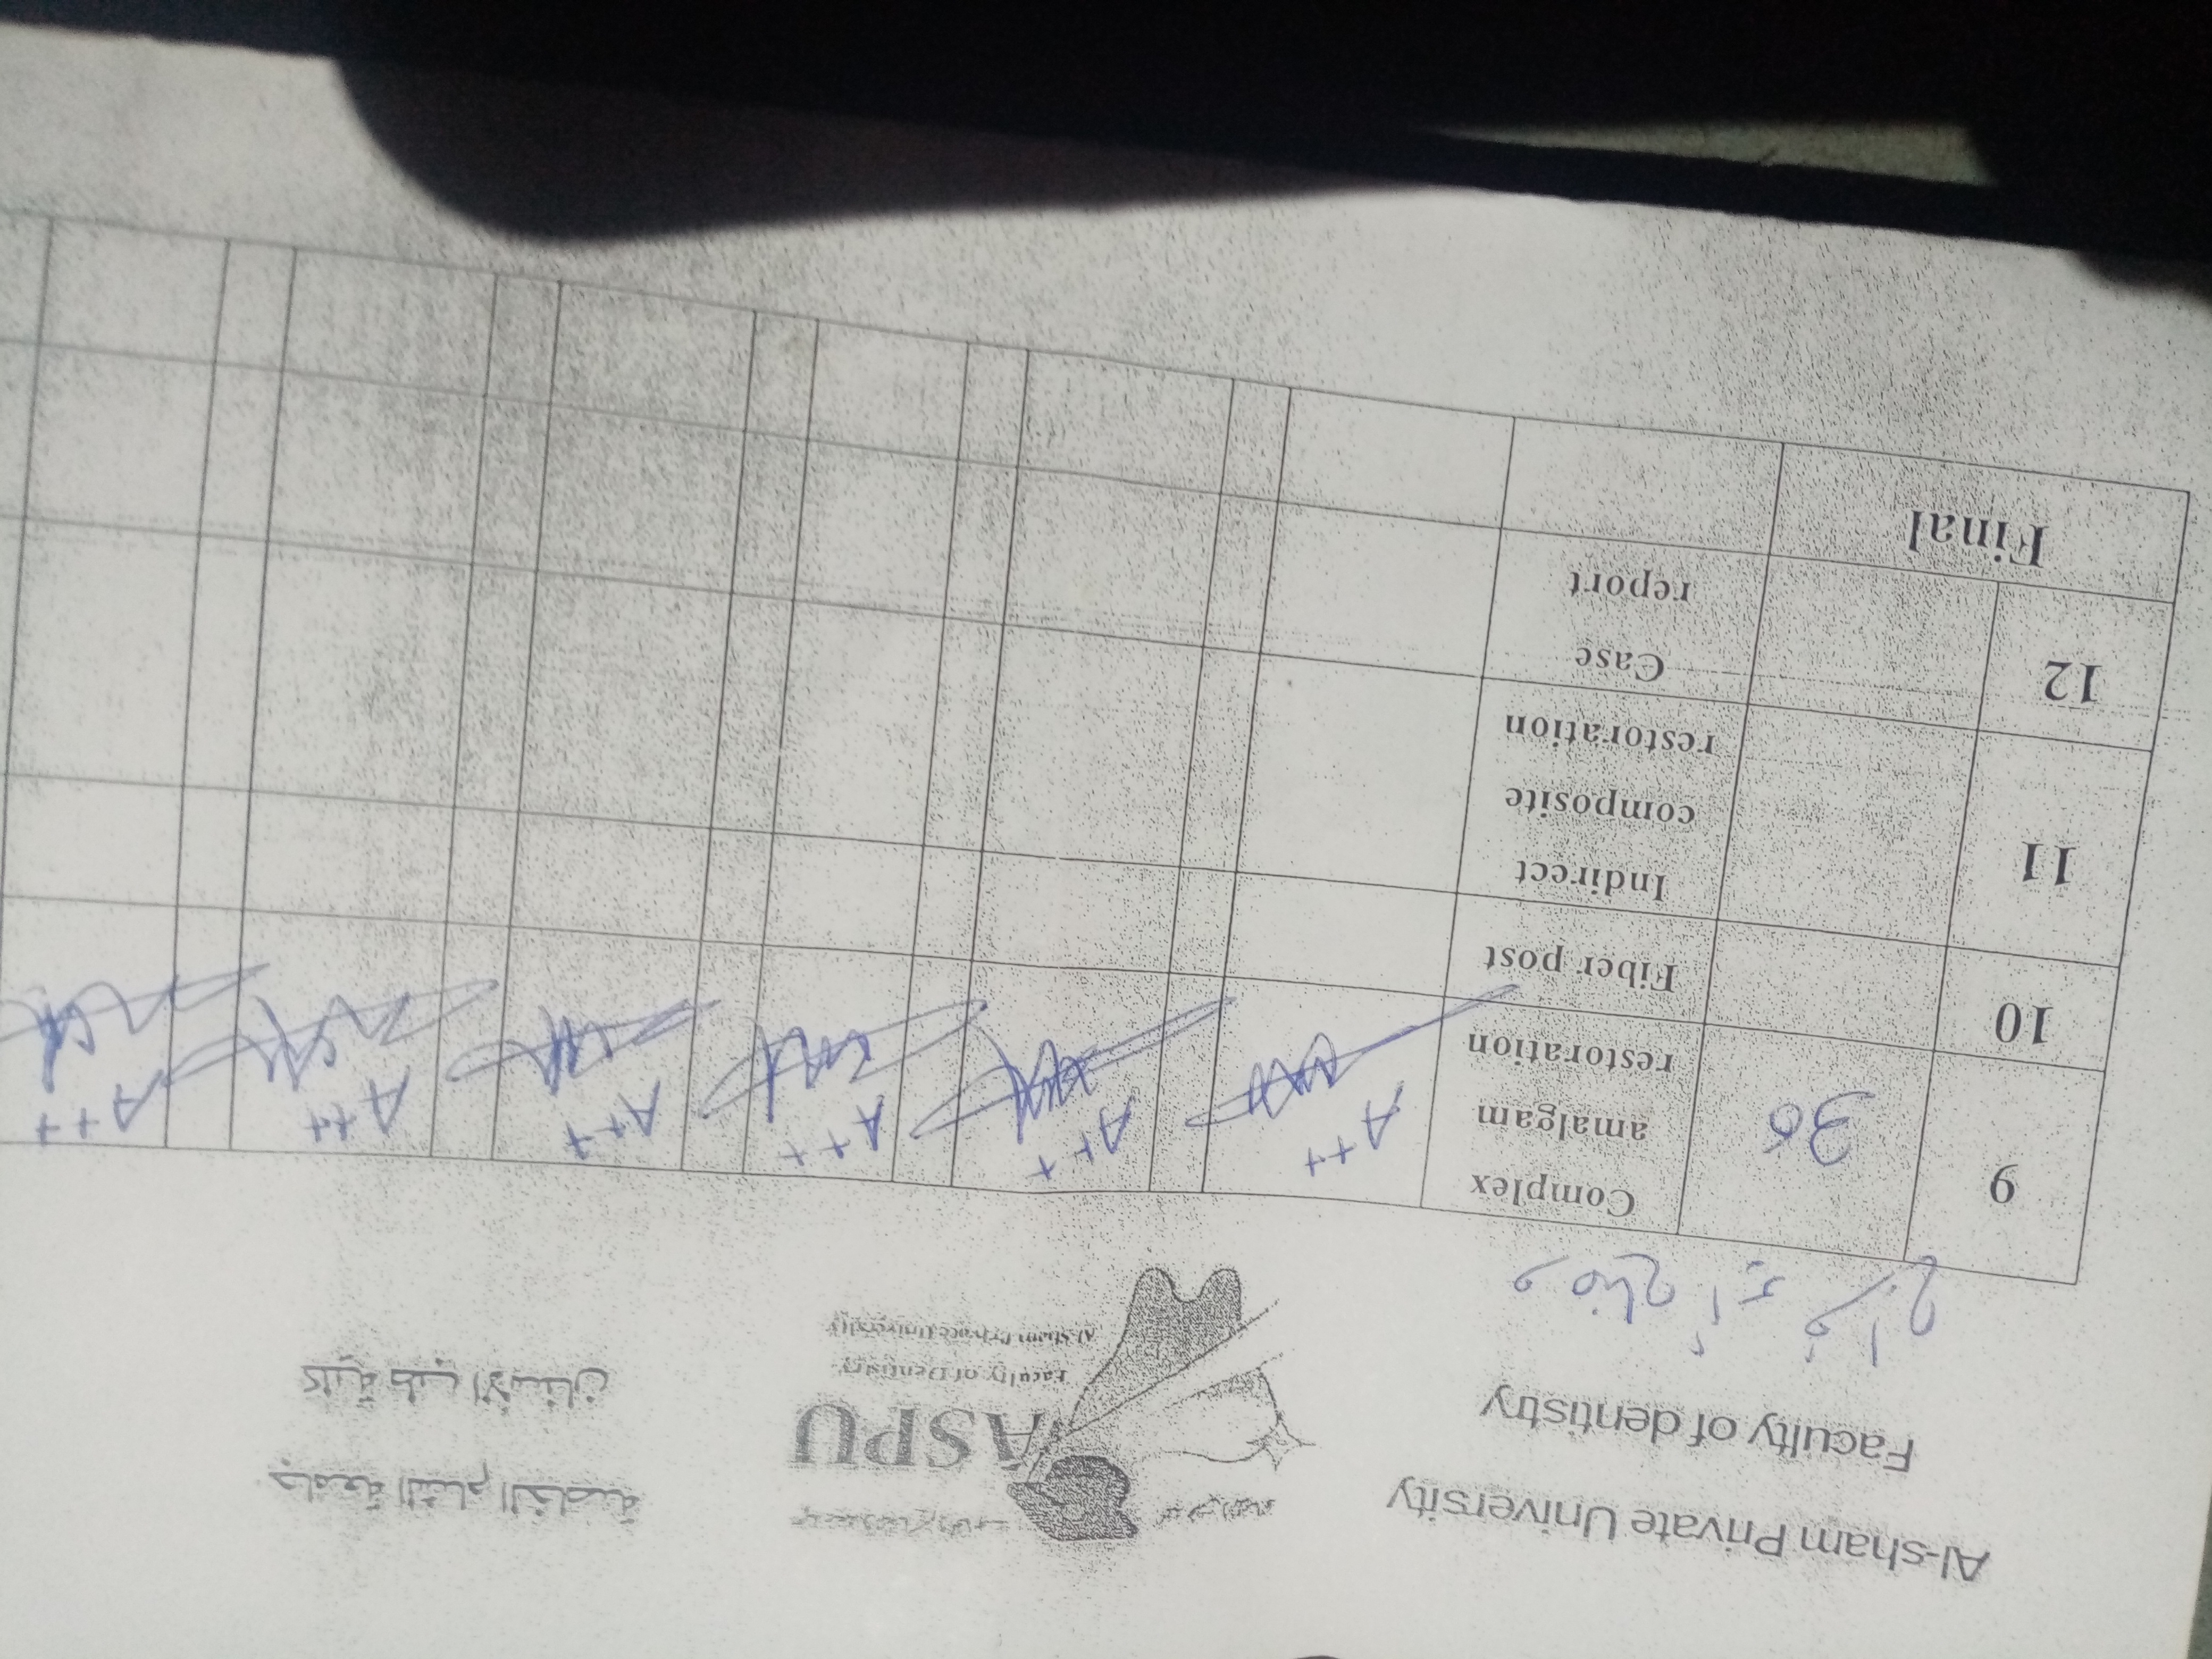 Al-sham Private University
Faculty of dentistry
جامعة الشام الخاصة
كلية طب الأسنان
ASPU
Faculty of Dentistry
Al-Sham Private University
وضاح أبو خراج
9 36 Complex amalgam restoration A++ A++ A++ A++ A++ A++
10 Fiber post
11 Indirect composite restoration
12 Case report
Final